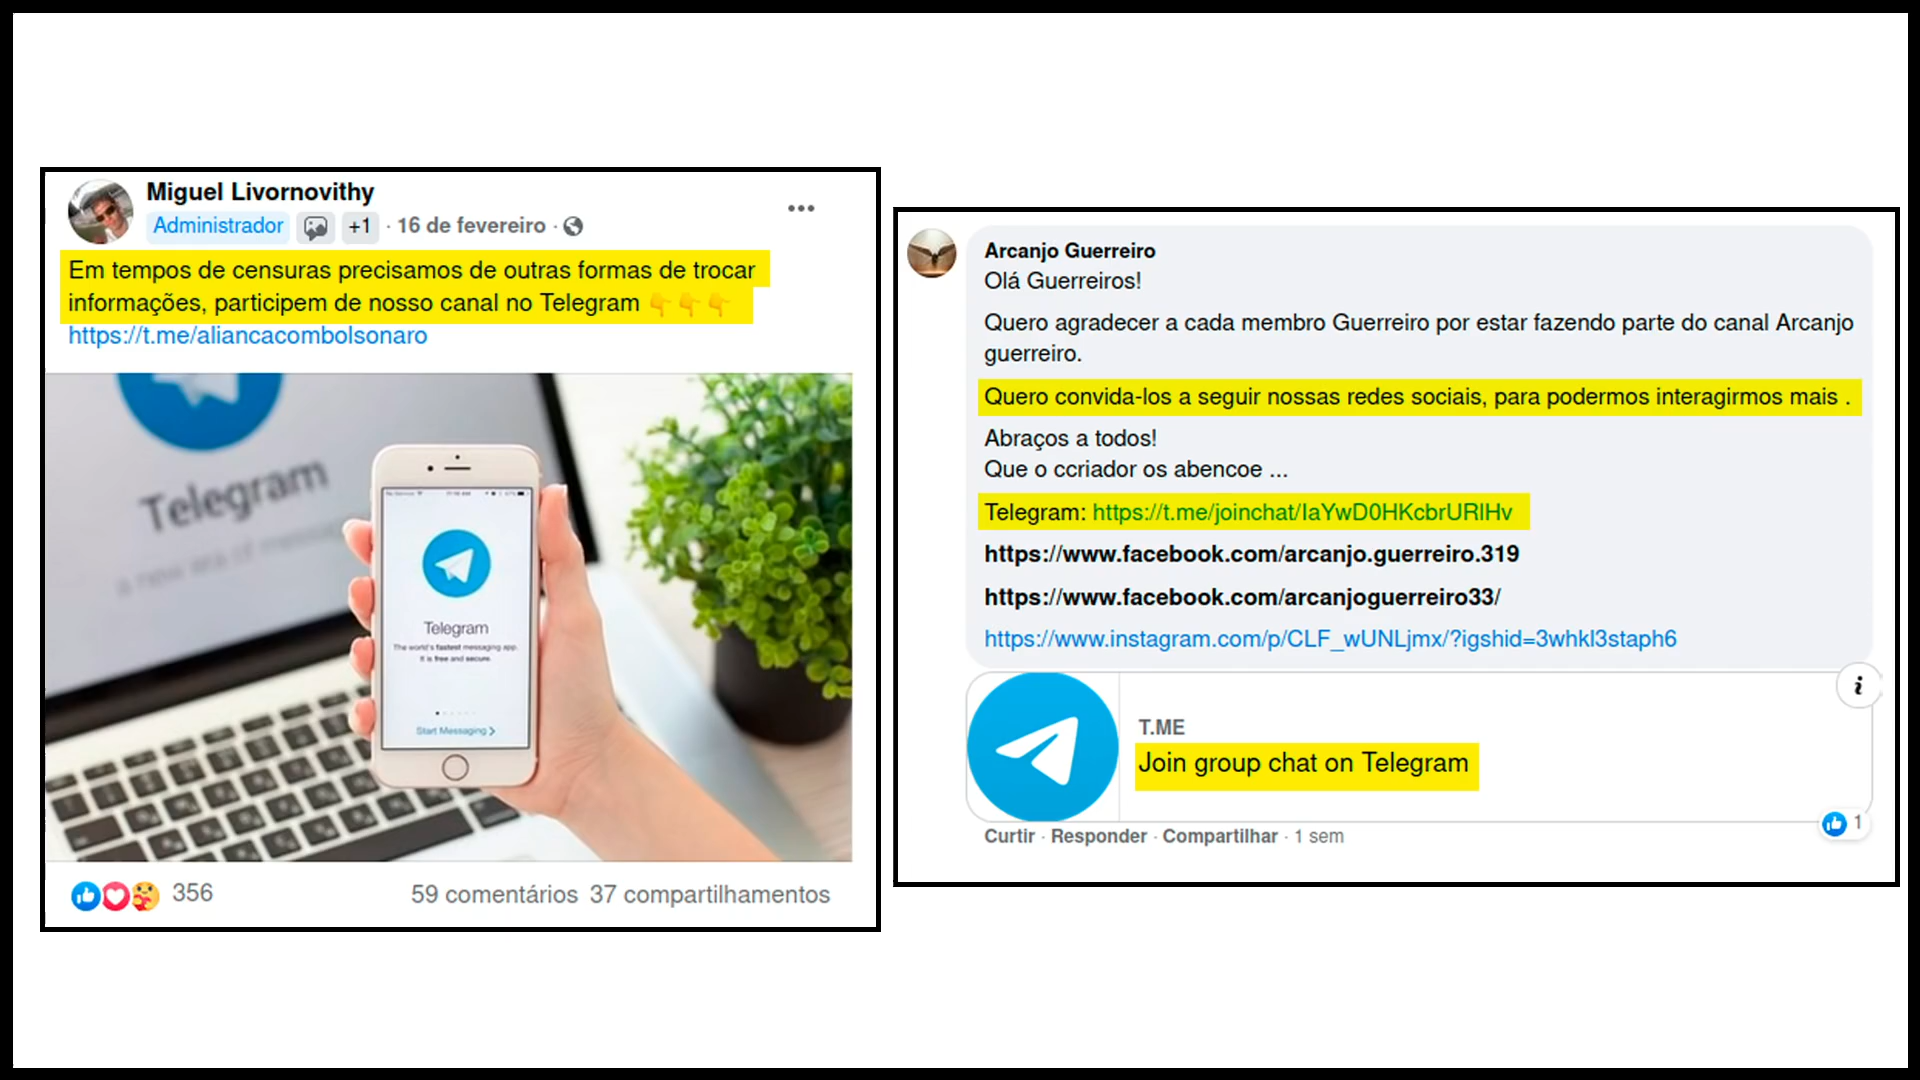 Miguel Livornovithy
Administrador +1 · 16 de fevereiro ·
Em tempos de censuras precisamos de outras formas de trocar
informações, participem de nosso canal no Telegram 👇👇👇
https://t.me/aliancacombolsonaro
Telegram
a new era of
Telegram
The world's fastest messaging app.
It is free and secure.
Start Messaging
356
59 comentários 37 compartilhamentos
Arcanjo Guerreiro
Olá Guerreiros!
Quero agradecer a cada membro Guerreiro por estar fazendo parte do canal Arcanjo
guerreiro.
Quero convida-los a seguir nossas redes sociais, para podermos interagirmos mais .
Abraços a todos!
Que o ccriador os abencoe ...
Telegram: https://t.me/joinchat/IaYwD0HKcbrURlHv
https://www.facebook.com/arcanjo.guerreiro.319
https://www.facebook.com/arcanjoguerreiro33/
https://www.instagram.com/p/CLF_wUNLjmx/?igshid=3whkl3staph6
T.ME
Join group chat on Telegram
Curtir · Responder · Compartilhar · 1 sem
1